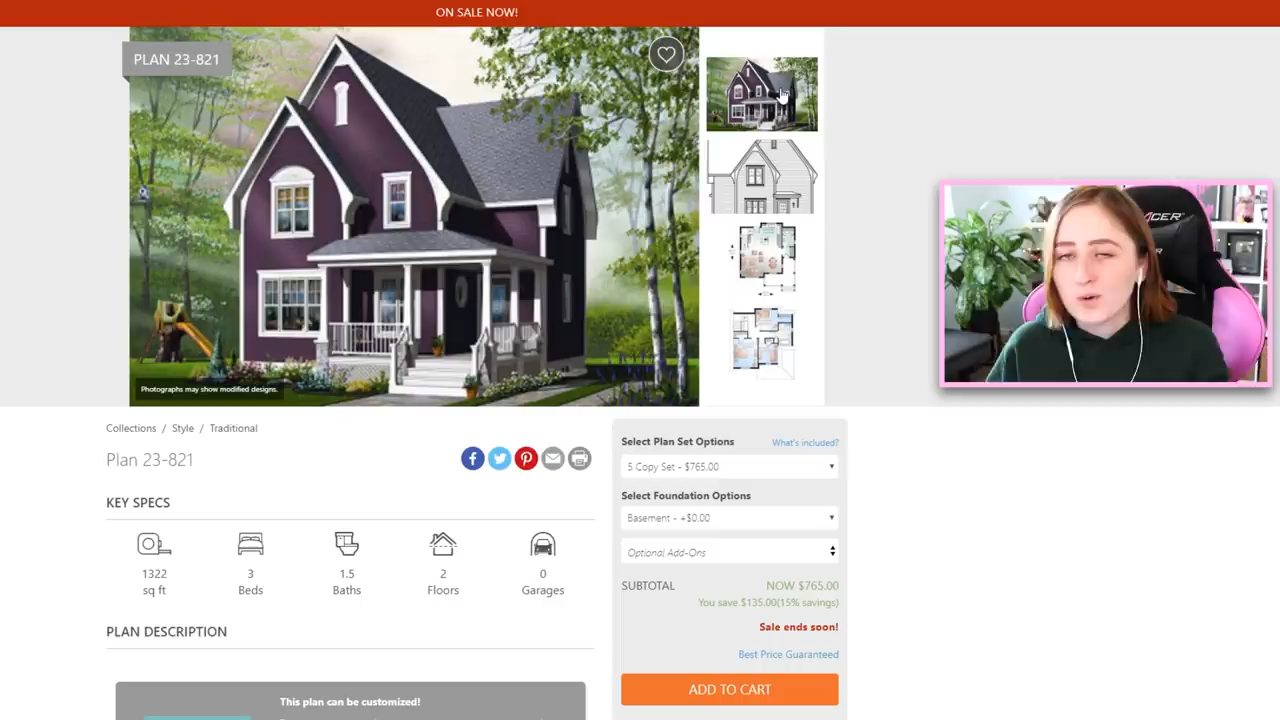 ON SALE NOW!
PLAN 23-821
Photographs may show modified designs.
ACER
Collections / Style / Traditional
Plan 23-821
KEY SPECS
1322 3 1.5 2 0
sq ft Beds Baths Floors Garages
PLAN DESCRIPTION
This plan can be customized!
Select Plan Set Options What's included?
5 Copy Set - $765.00
Select Foundation Options
Basement - +$0.00
Optional Add-Ons
SUBTOTAL NOW $765.00
You save $135.00(15% savings)
Sale ends soon!
Best Price Guaranteed
ADD TO CART